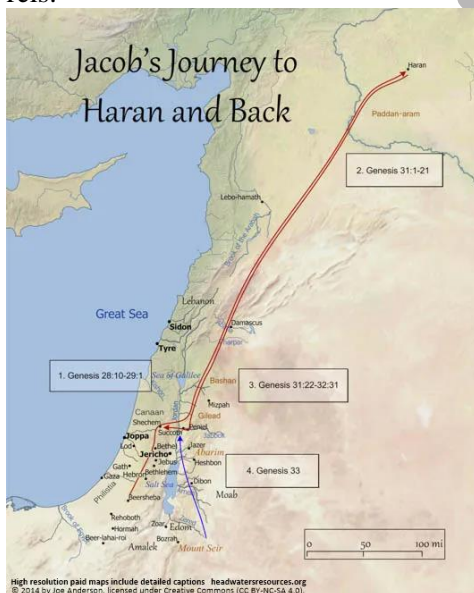 Jacob's Journey to
Haran and Back
Haran
Paddan-aram
2. Genesis 31:1-21
Lebo-hamath
Lebanon
Great Sea
Sidon
Damascus
Tyre
1. Genesis 28:10-29:1
Sea of Galilee
Bashan
3. Genesis 31:22-32:31
Mizpah
Canaan
Gilead
Shechem
Succoth
Penuel
Jordan
Jabbok
Joppa
Lod
Bethel
Jazer
Abarim
Jericho
Jebus
Heshbon
4. Genesis 33
Gath
Bethlehem
Gaza
Hebron
Salt Sea
Dibon
Philistia
Moab
Beersheba
Rehoboth
Hormah
Zoar
Edom
Beer-lahai-roi
Bozrah
Amalek
Mount Seir
0 50 100 mi
High resolution paid maps include detailed captions headwatersresources.org
© 2014 by Joe Anderson, licensed under Creative Commons (CC BY-NC-SA 4.0).